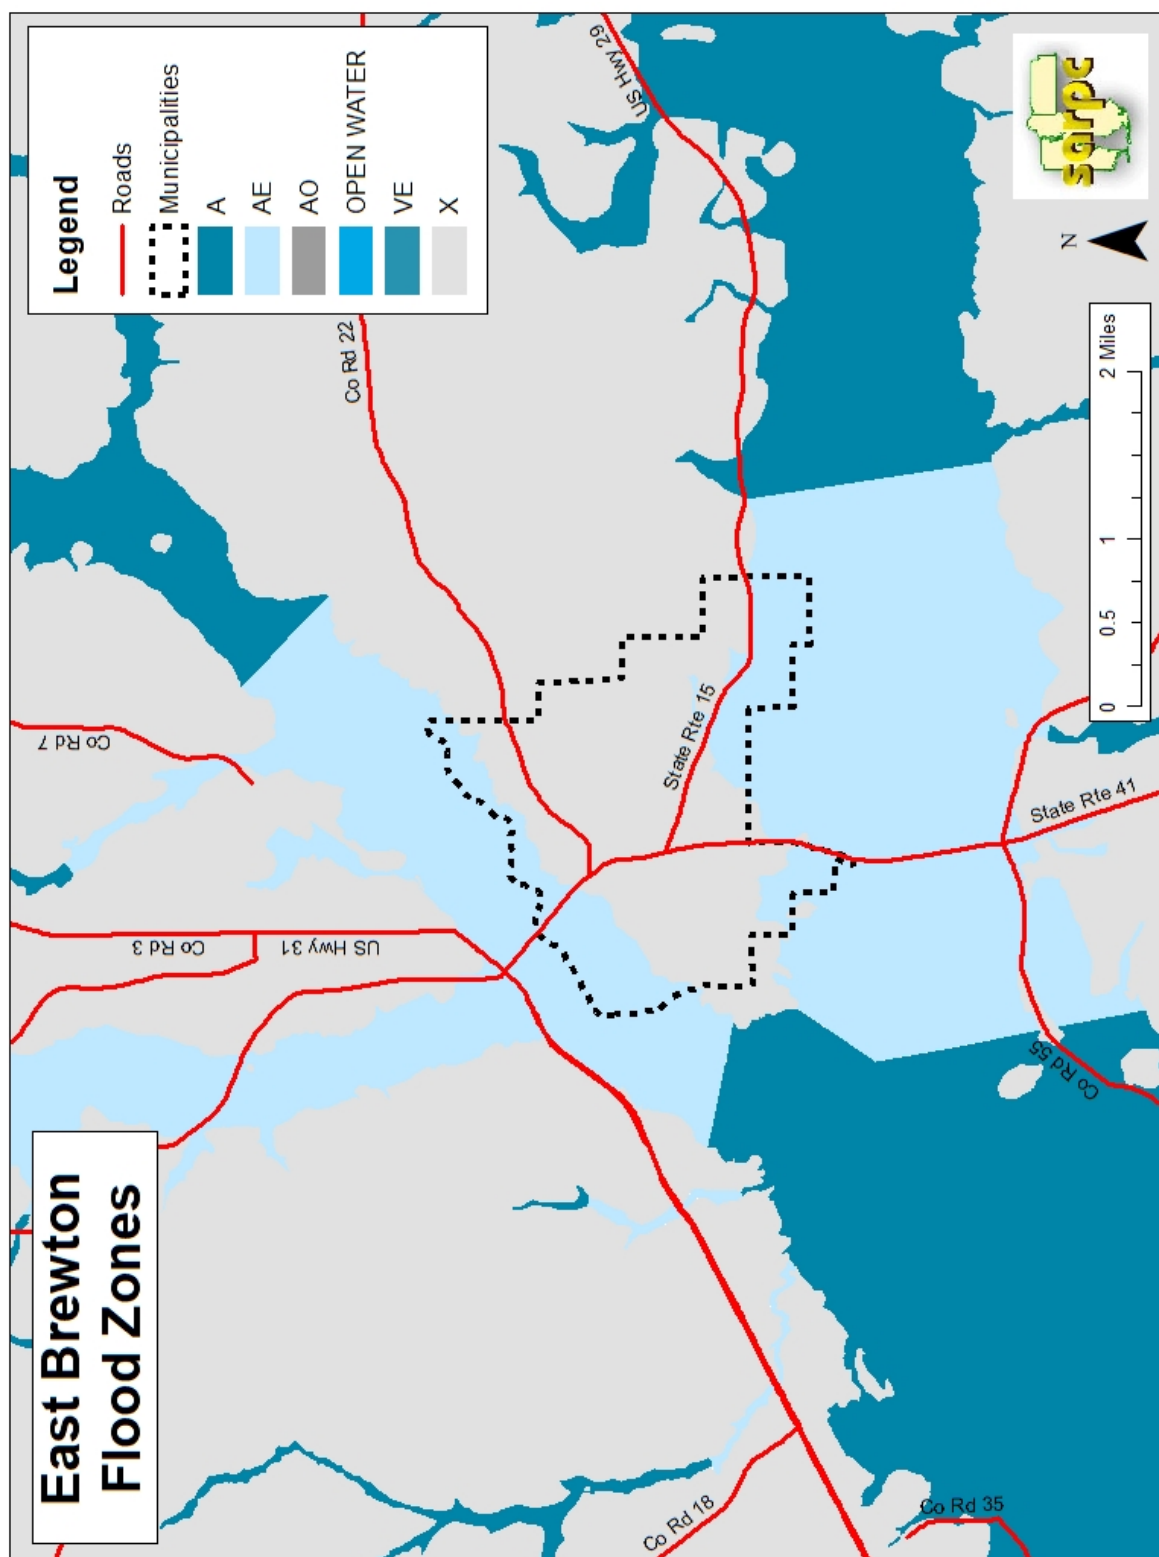 East Brewton
Flood Zones
Legend
Roads
Municipalities
A
AE
AO
OPEN WATER
VE
X
Co Rd 7
Co Rd 3
US Hwy 31
Co Rd 22
US Hwy 29
State Rte 15
State Rte 41
Co Rd 55
Co Rd 18
Co Rd 35
N
0 0.5 1 2 Miles
sarpc